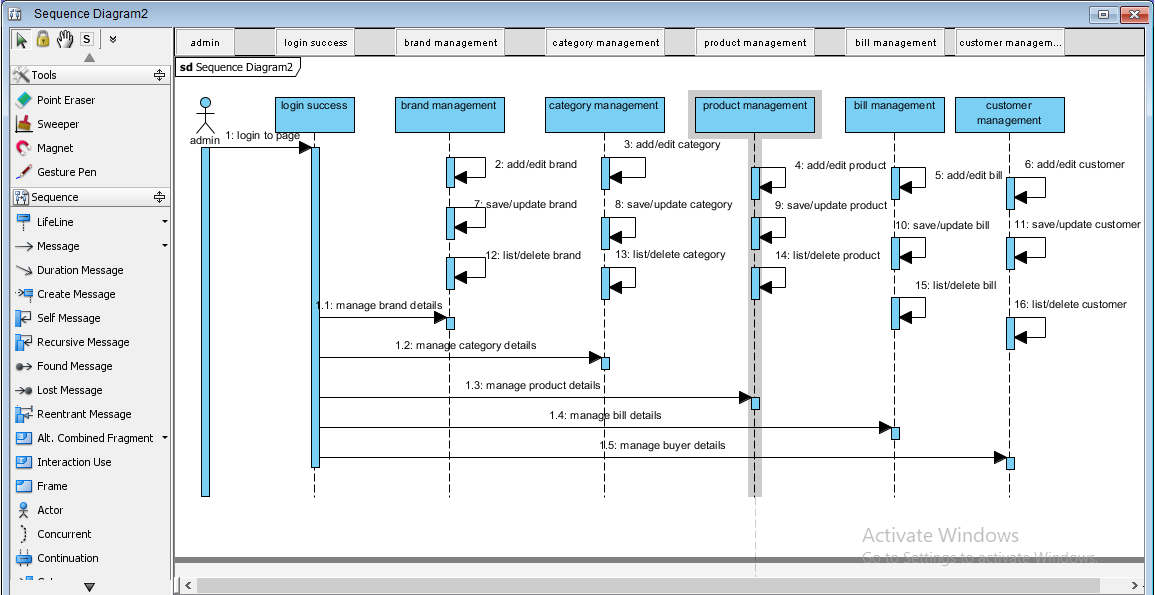 Sequence Diagram2
S
admin
login success
brand management
category management
product management
bill management
customer managem...
Tools
Point Eraser
Sweeper
Magnet
Gesture Pen
Sequence
LifeLine
Message
Duration Message
Create Message
Self Message
Recursive Message
Found Message
Lost Message
Reentrant Message
Alt. Combined Fragment
Interaction Use
Frame
Actor
Concurrent
Continuation
sd Sequence Diagram2
admin
login success
brand management
category management
product management
bill management
customer
management
1: login to page
2: add/edit brand
3: add/edit category
4: add/edit product
5: add/edit bill
6: add/edit customer
7: save/update brand
8: save/update category
9: save/update product
10: save/update bill
11: save/update customer
12: list/delete brand
13: list/delete category
14: list/delete product
15: list/delete bill
16: list/delete customer
1.1: manage brand details
1.2: manage category details
1.3: manage product details
1.4: manage bill details
1.5: manage buyer details
Activate Windows
Go to Settings to activate Windows.